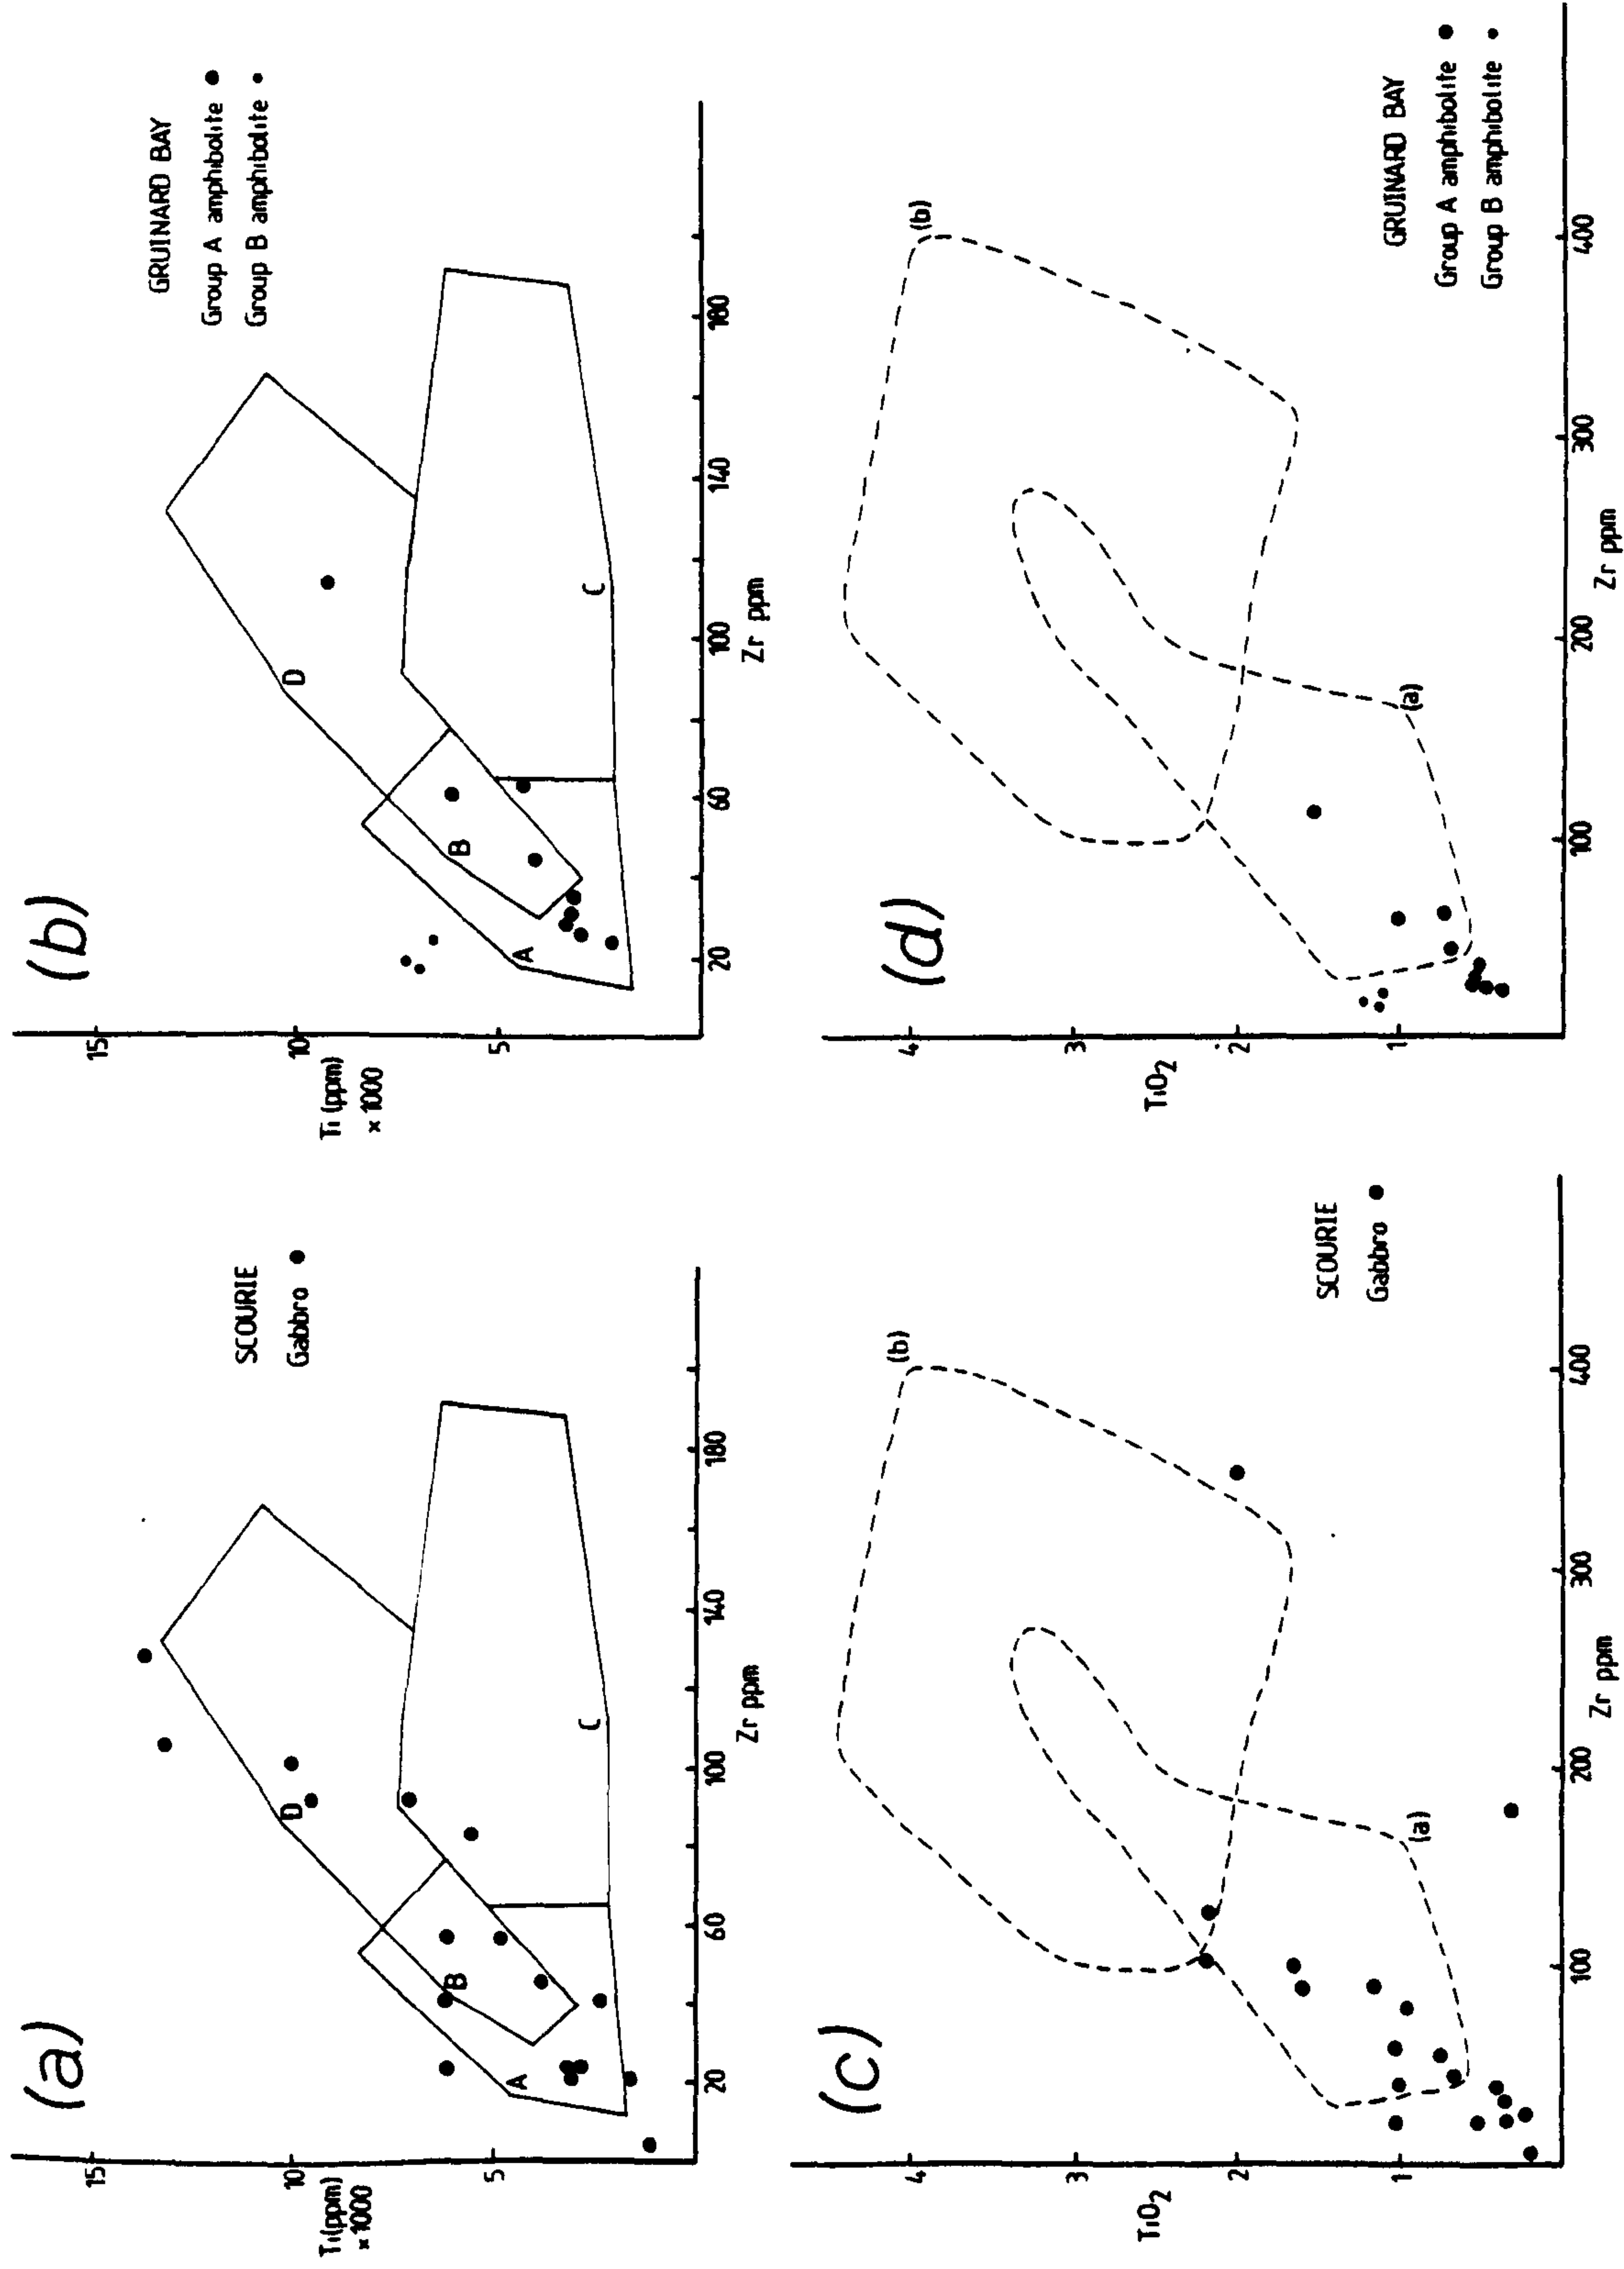 (a)
SCOURIE
Gabbro
Ti(ppm)
× 1000
15
10
5
A
B
C
D
20
60
100
140
180
Zr ppm
(b)
GRUINARD BAY
Group A amphibolite
Group B amphibolite
Ti (ppm)
× 1000
15
10
5
A
B
C
D
20
60
100
140
180
Zr ppm
(c)
SCOURIE
Gabbro
TiO2
4
3
2
1
(a)
(b)
100
200
300
400
Zr ppm
(d)
GRUINARD BAY
Group A amphibolite
Group B amphibolite
TiO2
4
3
2
1
(a)
(b)
100
200
300
400
Zr ppm